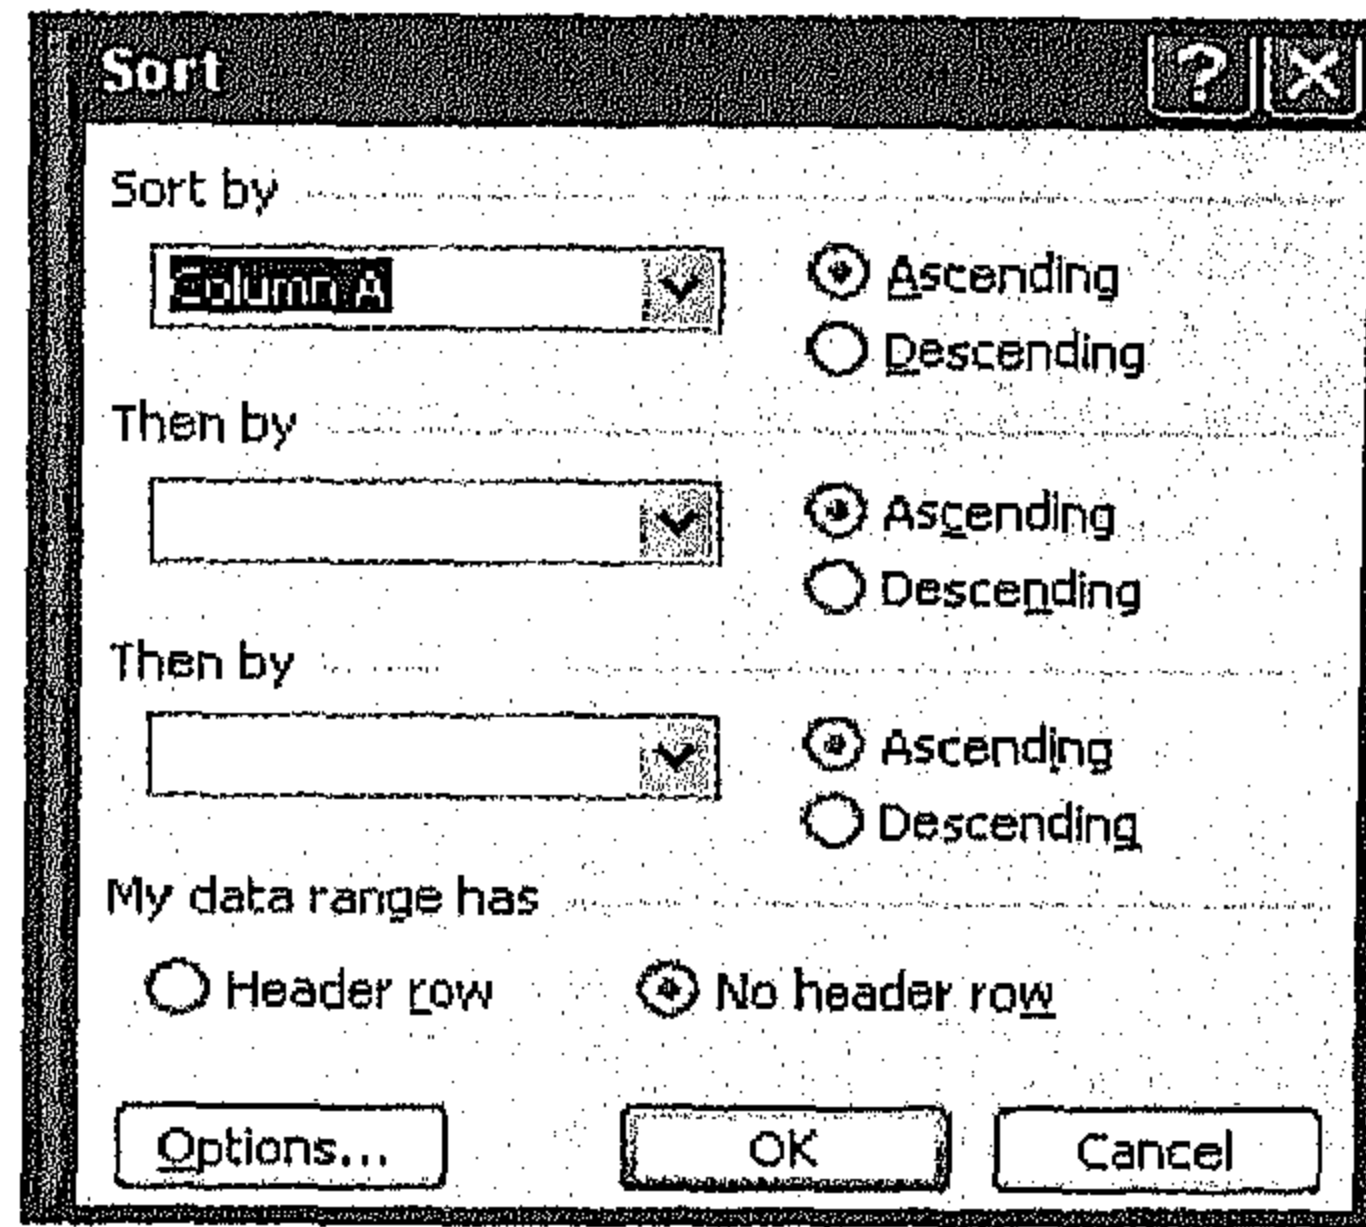 Sort
Sort by
Column A
Ascending
Descending
Then by
Ascending
Descending
Then by
Ascending
Descending
My data range has
Header row No header row
Options... OK Cancel